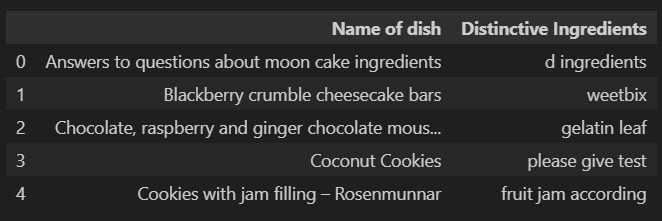 Name of dish Distinctive Ingredients
0 Answers to questions about moon cake ingredients d ingredients
1 Blackberry crumble cheesecake bars weetbix
2 Chocolate, raspberry and ginger chocolate mous... gelatin leaf
3 Coconut Cookies please give test
4 Cookies with jam filling – Rosenmunnar fruit jam according